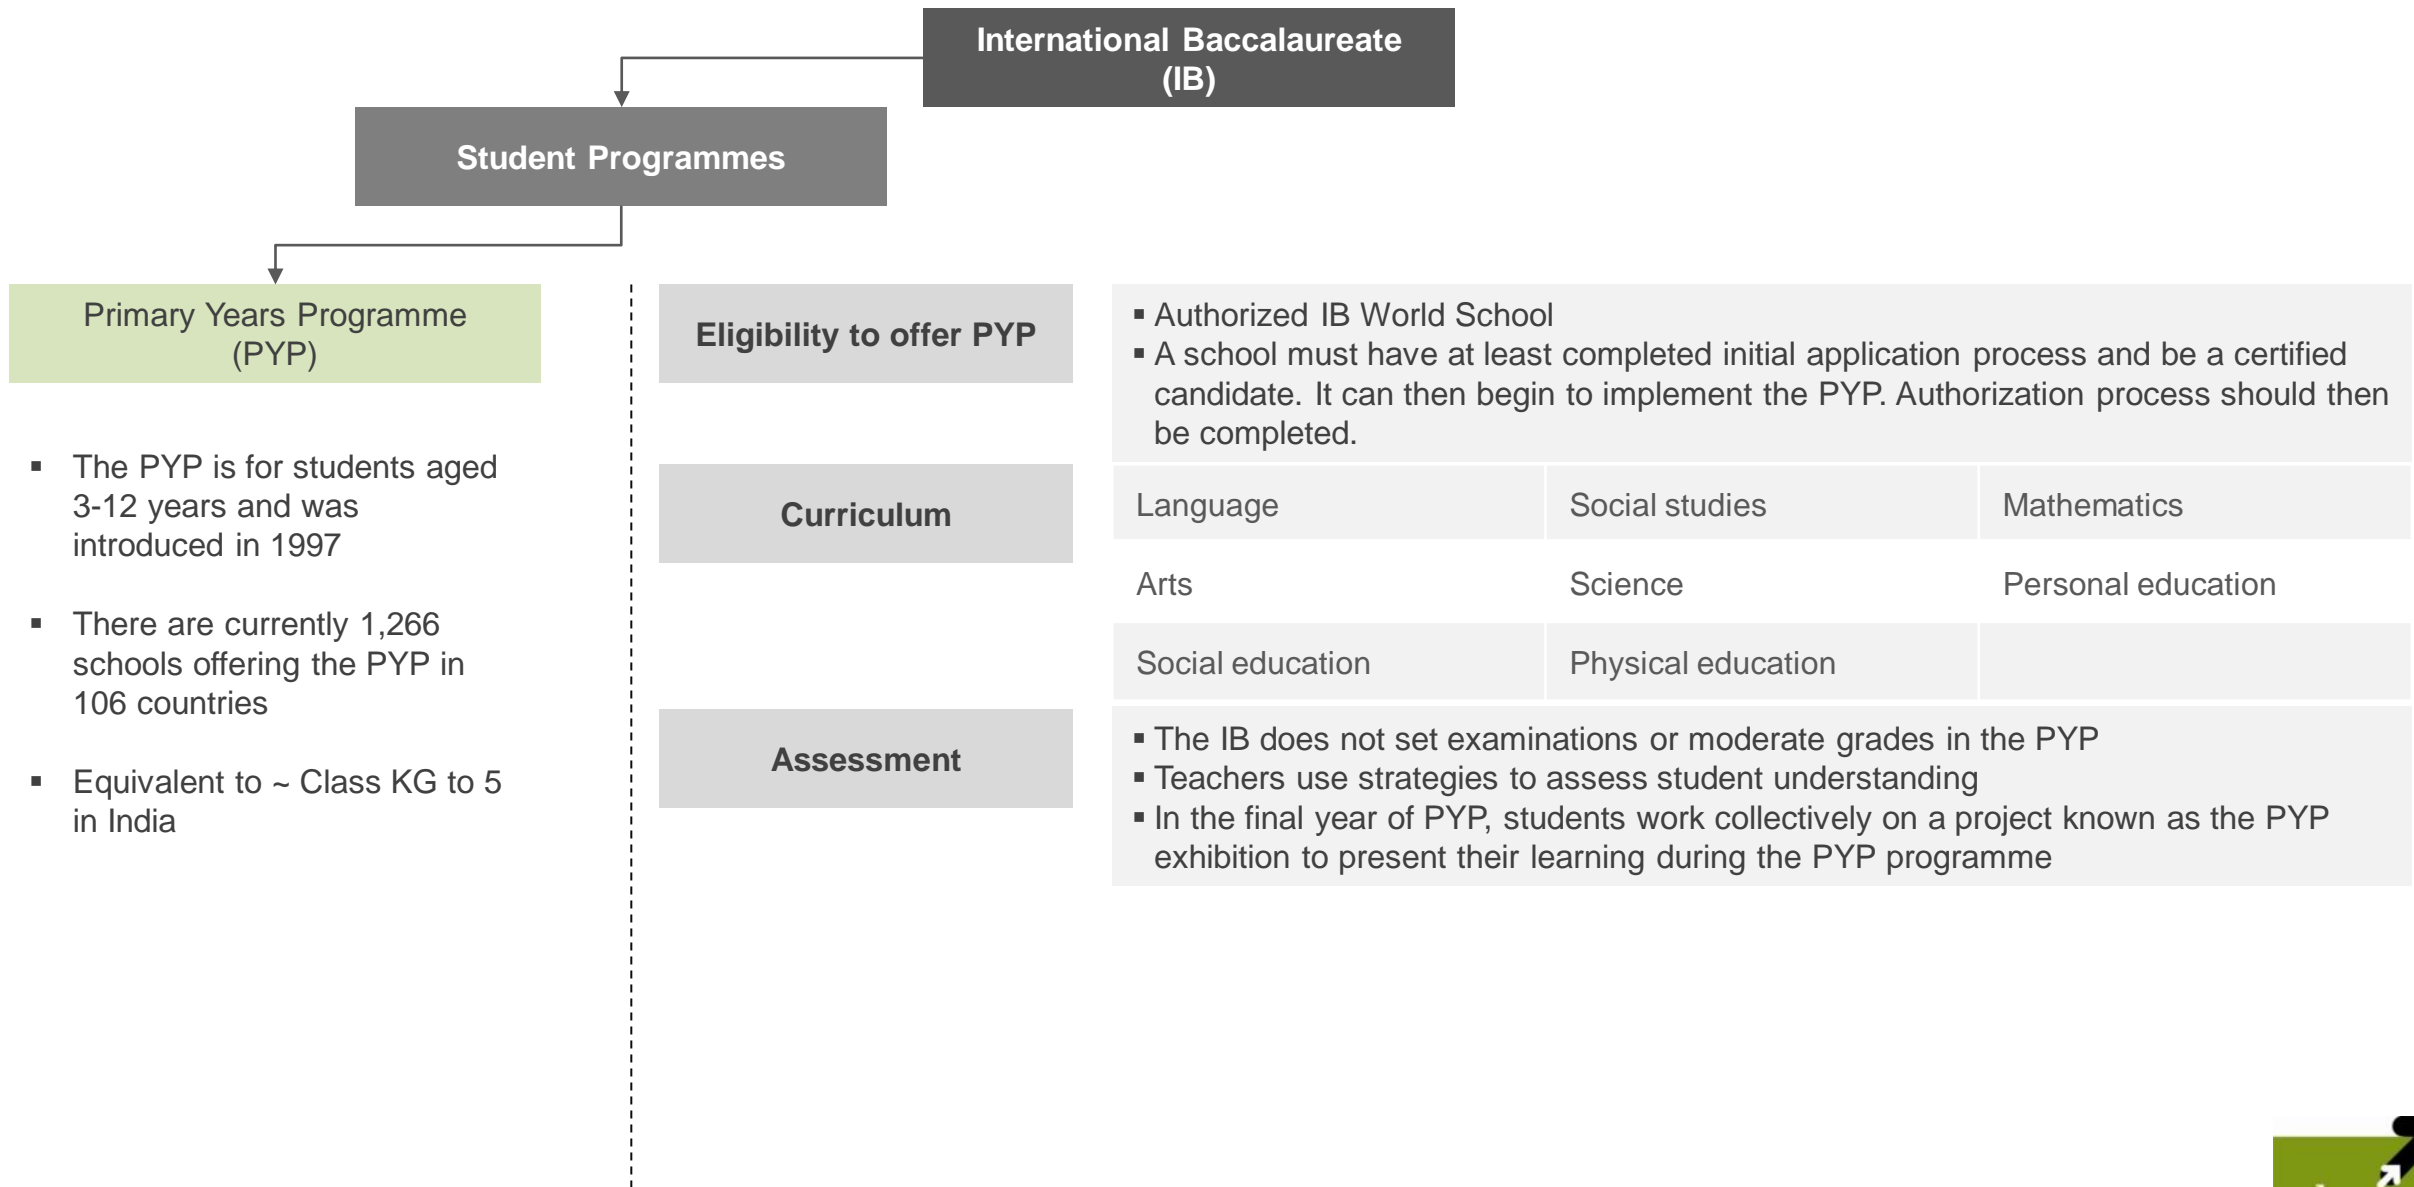 International Baccalaureate
(IB)
Student Programmes
Primary Years Programme
(PYP)
▪ The PYP is for students aged
3-12 years and was
introduced in 1997
▪ There are currently 1,266
schools offering the PYP in
106 countries
▪ Equivalent to ~ Class KG to 5
in India
Eligibility to offer PYP
▪ Authorized IB World School
▪ A school must have at least completed initial application process and be a certified
candidate. It can then begin to implement the PYP. Authorization process should then
be completed.
Curriculum
Language Social studies Mathematics
Arts Science Personal education
Social education Physical education
Assessment
▪ The IB does not set examinations or moderate grades in the PYP
▪ Teachers use strategies to assess student understanding
▪ In the final year of PYP, students work collectively on a project known as the PYP
exhibition to present their learning during the PYP programme